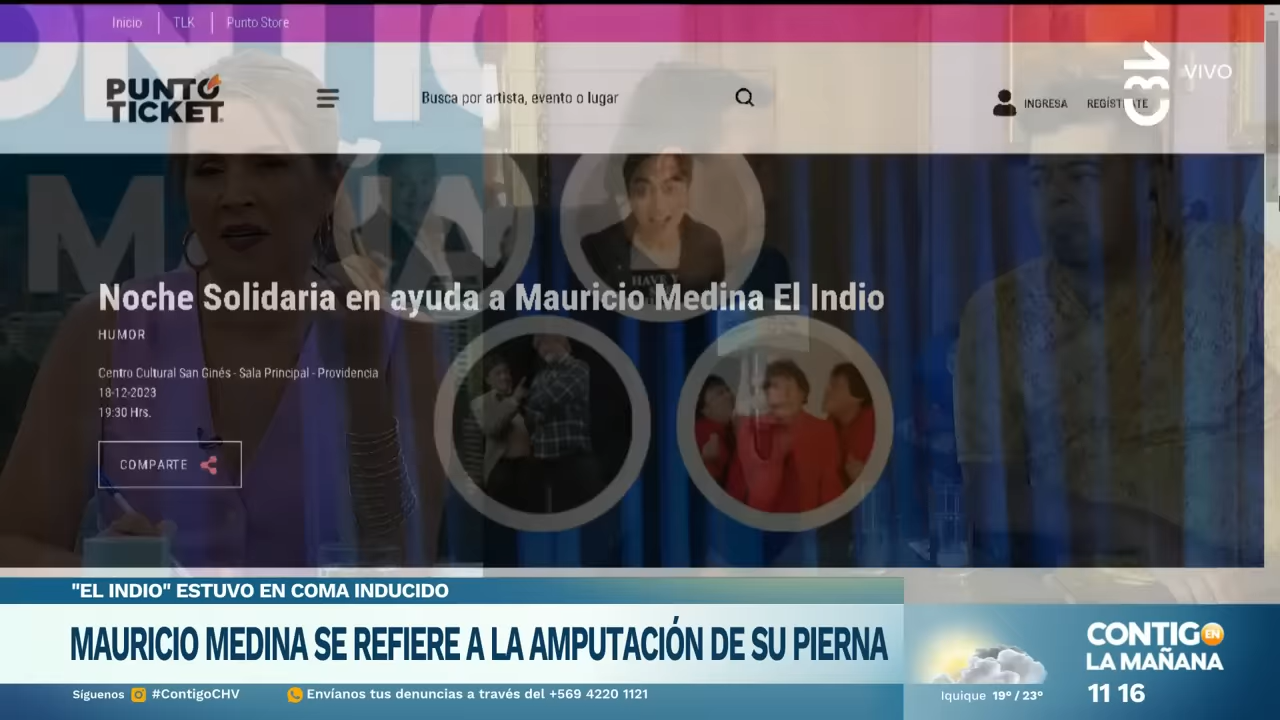 Inicio
TLK
Punto Store
PUNTO
TICKET
Busca por artista, evento o lugar
INGRESA
VIVO
Noche Solidaria en ayuda a Mauricio Medina El Indio
HUMOR
Centro Cultural San Ginés - Sala Principal - Providencia
18-12-2023
19:30 Hrs.
COMPARTE
"EL INDIO" ESTUVO EN COMA INDUCIDO
MAURICIO MEDINA SE REFIERE A LA AMPUTACIÓN DE SU PIERNA
Síguenos
#ContigoCHV
Envíanos tus denuncias a través del +569 4220 1121
Iquique 19° / 23°
CONTIGO EN
LA MAÑANA
11 16